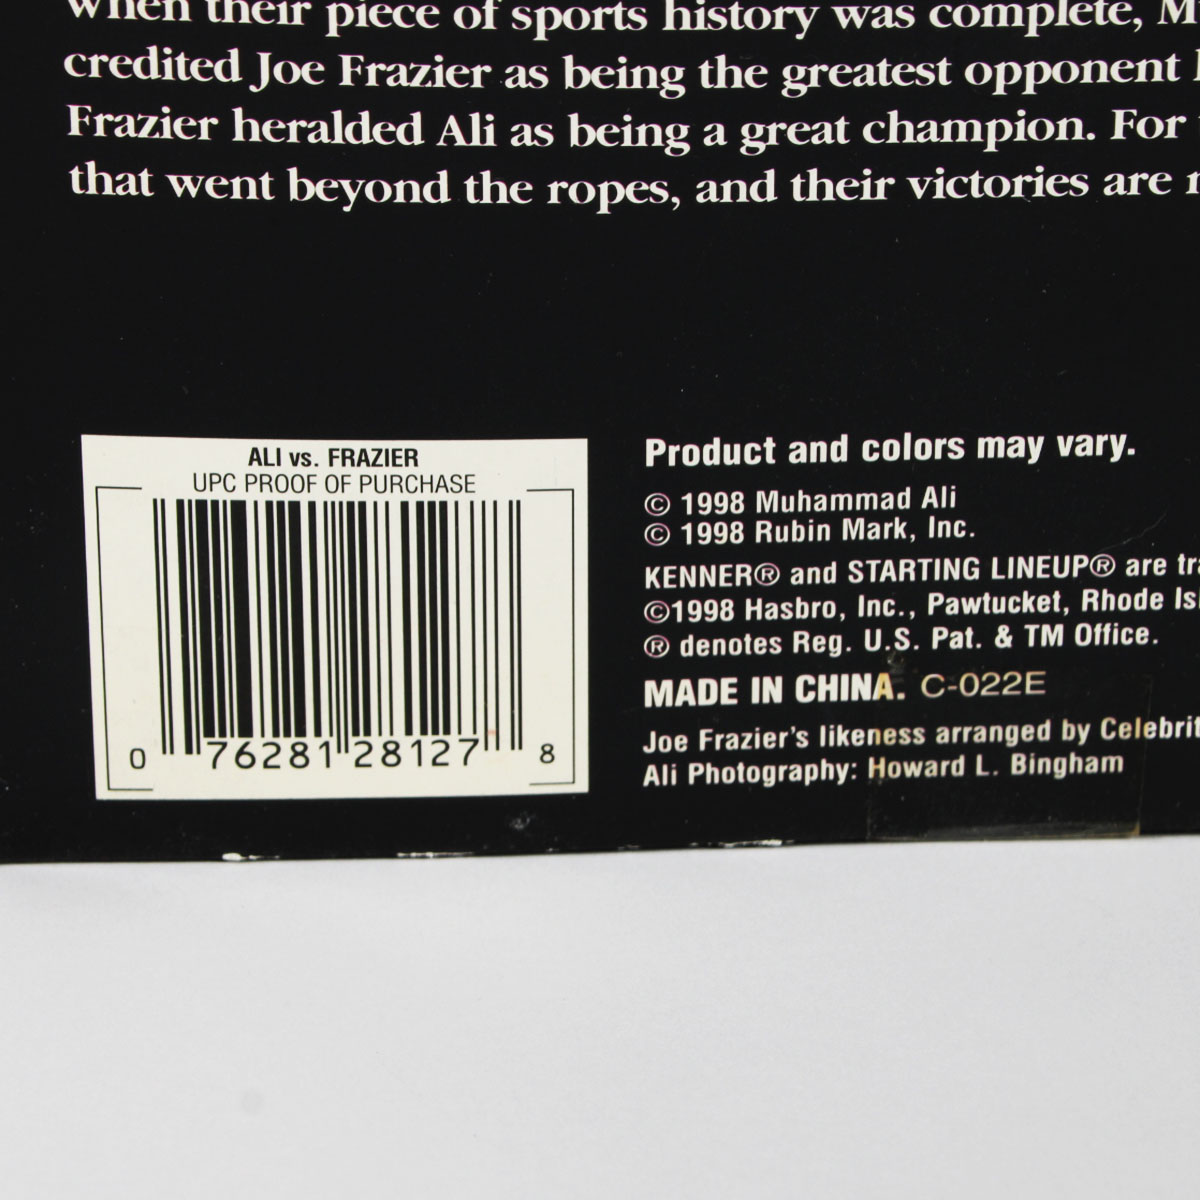 when their piece of sports history was complete,
credited Joe Frazier as being the greatest opponent
Frazier heralded Ali as being a great champion. For
that went beyond the ropes, and their victories are
ALI vs. FRAZIER
UPC PROOF OF PURCHASE
0 76281 28127 8
Product and colors may vary.
© 1998 Muhammad Ali
© 1998 Rubin Mark, Inc.
KENNER® and STARTING LINEUP® are
©1998 Hasbro, Inc., Pawtucket, Rhode
® denotes Reg. U.S. Pat. & TM Office.
MADE IN CHINA. C-022E
Joe Frazier's likeness arranged by
Ali Photography: Howard L. Bingham